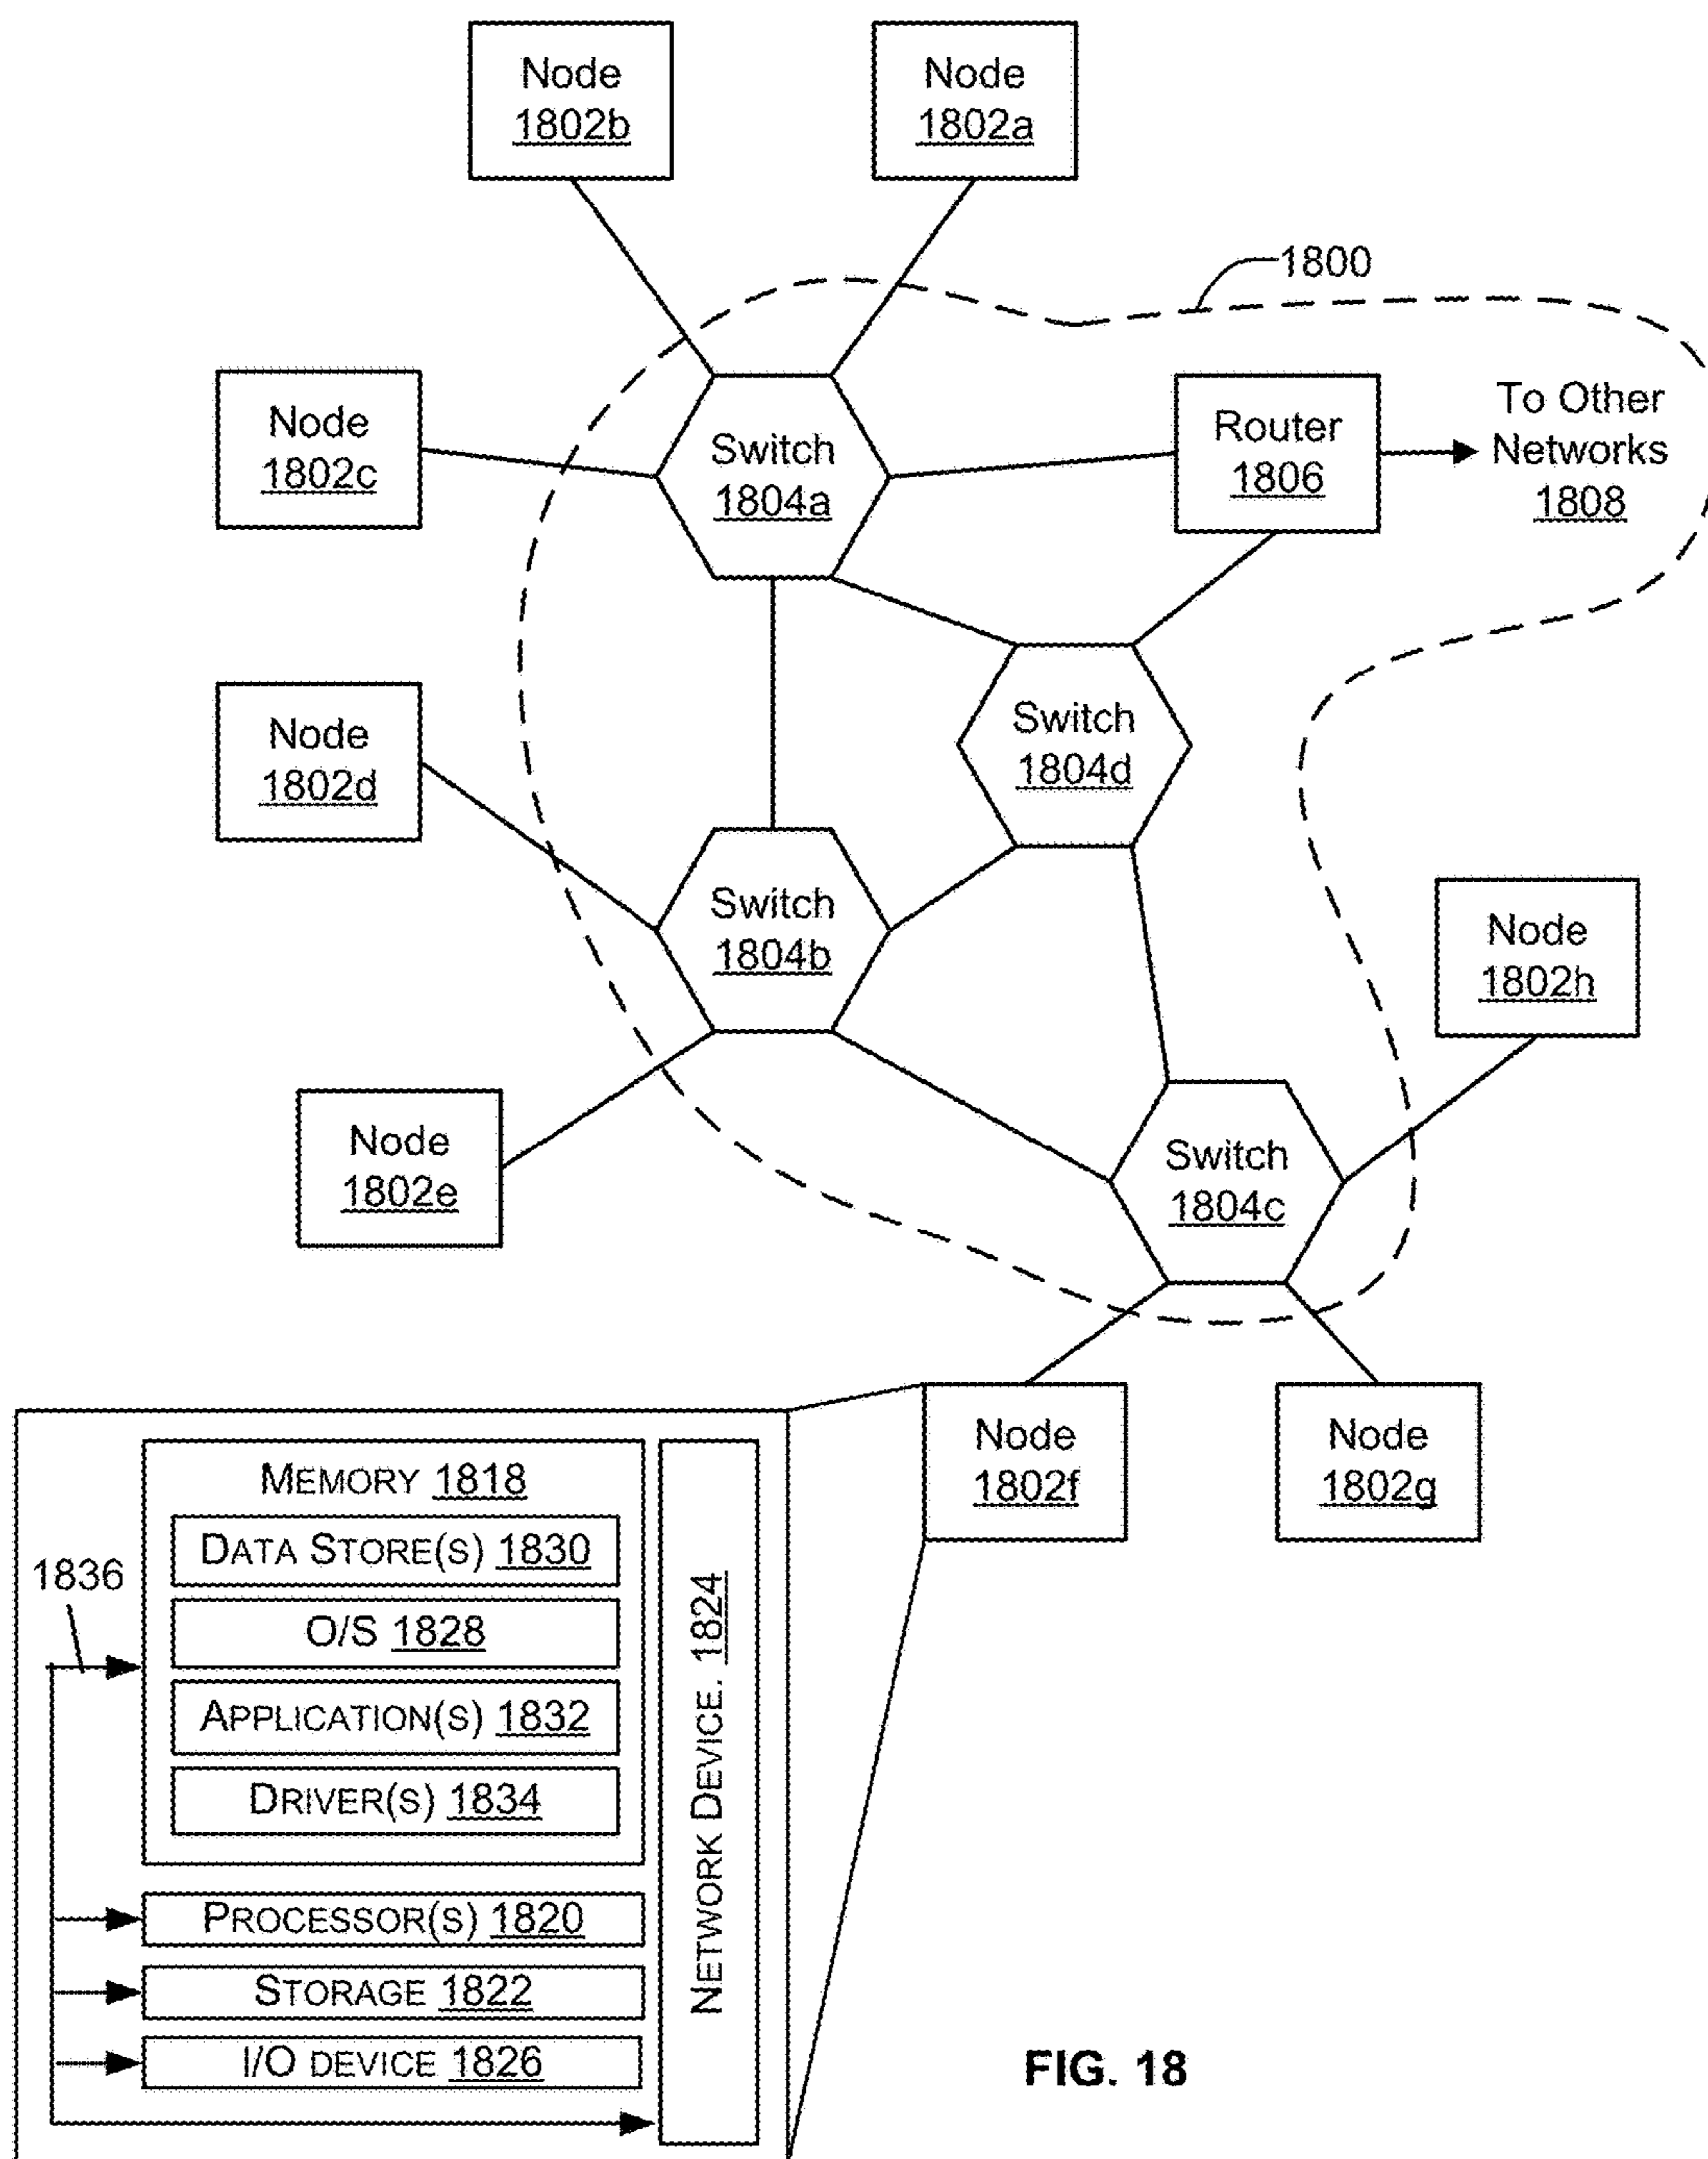 Node
1802b
Node
1802a
1800
Node
1802c
Switch
1804a
Router
1806
To Other
Networks
1808
Node
1802d
Switch
1804d
Switch
1804b
Node
1802h
Node
1802e
Switch
1804c
Node
1802f
Node
1802g
MEMORY 1818
DATA STORE(S) 1830
O/S 1828
APPLICATION(S) 1832
DRIVER(S) 1834
1836
PROCESSOR(S) 1820
STORAGE 1822
I/O DEVICE 1826
NETWORK DEVICE. 1824
FIG. 18